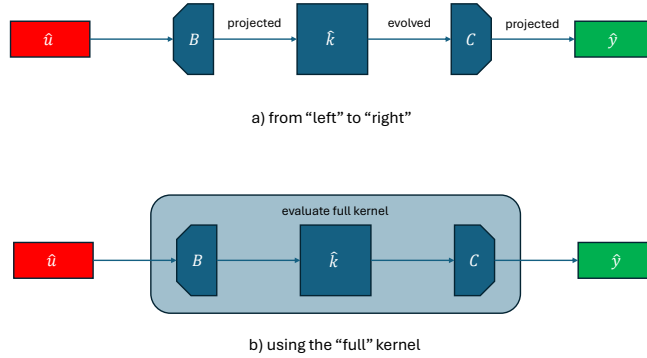 û B projected k̂ evolved C projected ŷ
a) from “left” to “right”
evaluate full kernel
û B k̂ C ŷ
b) using the “full” kernel